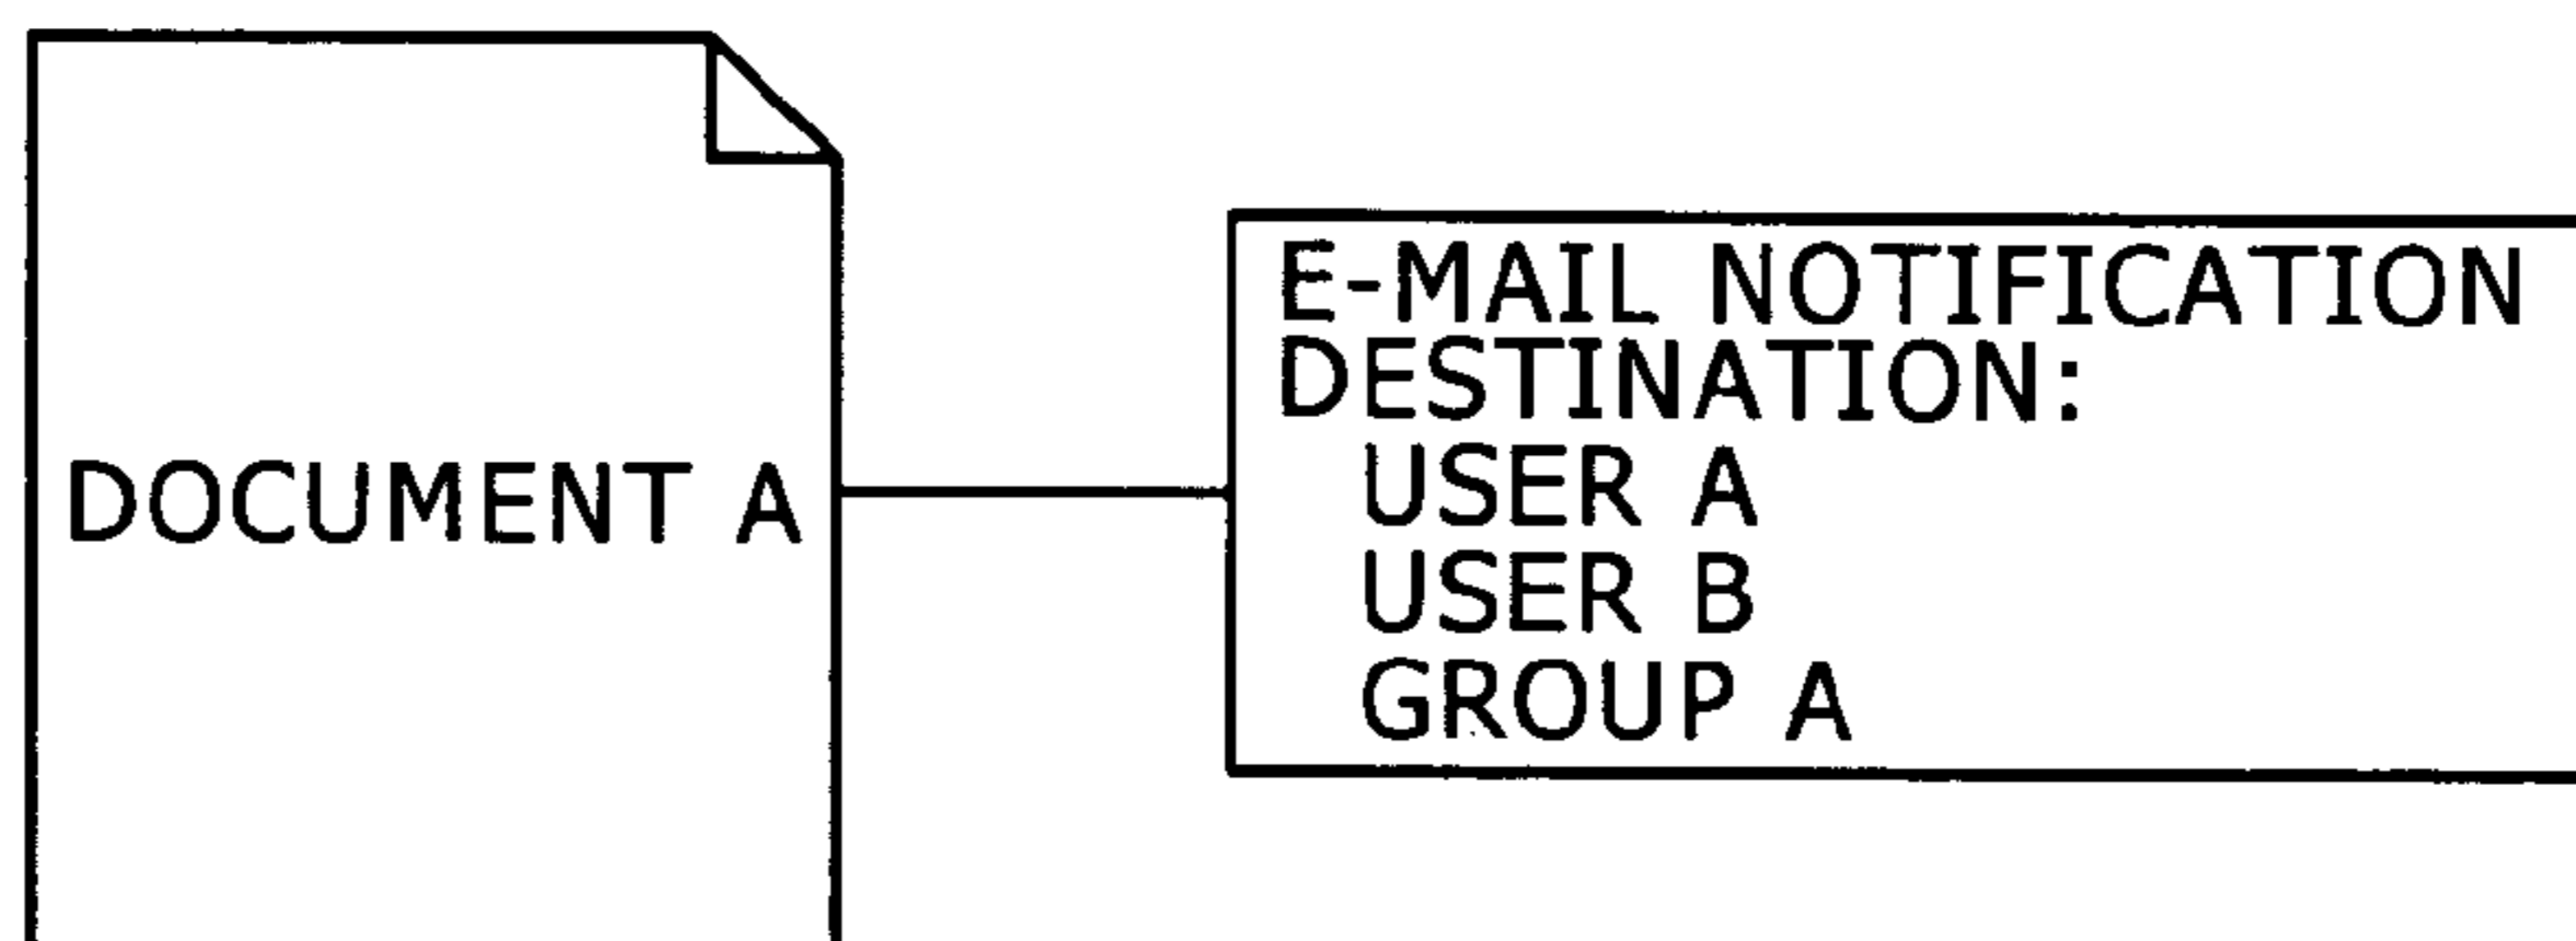 DOCUMENT A
E-MAIL NOTIFICATION
DESTINATION:
USER A
USER B
GROUP A